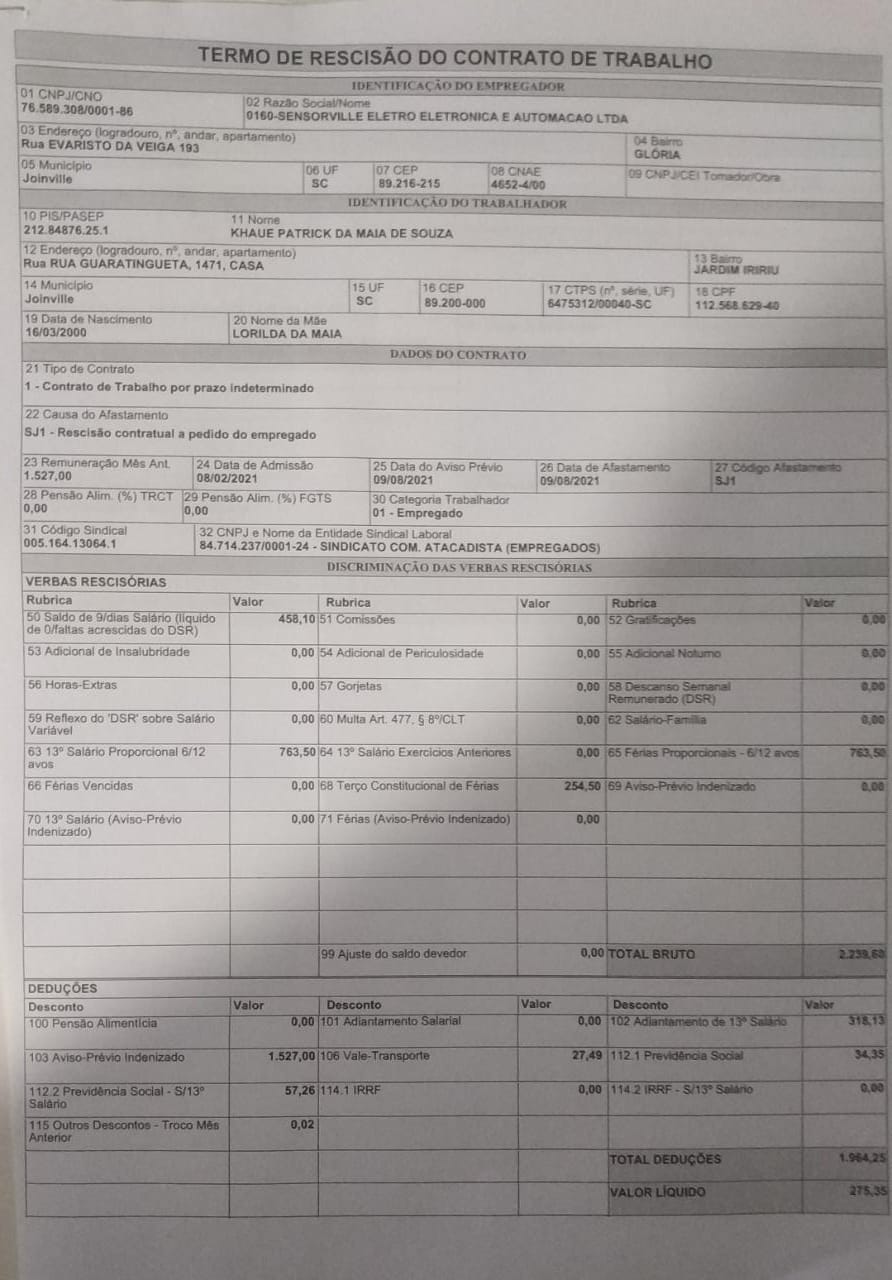 TERMO DE RESCISÃO DO CONTRATO DE TRABALHO
IDENTIFICAÇÃO DO EMPREGADOR
01 CNPJ/CNO
76.589.308/0001-86
02 Razão Social/Nome
0160-SENSORVILLE ELETRO ELETRONICA E AUTOMACAO LTDA
03 Endereço (logradouro, nº, andar, apartamento)
Rua EVARISTO DA VEIGA 193
04 Bairro
GLÓRIA
05 Município
Joinville
06 UF
SC
07 CEP
89.216-215
08 CNAE
4652-4/00
09 CNPJ/CEI Tomador/Obra
IDENTIFICAÇÃO DO TRABALHADOR
10 PIS/PASEP
212.84876.25.1
11 Nome
KHAUE PATRICK DA MAIA DE SOUZA
12 Endereço (logradouro, nº, andar, apartamento)
Rua RUA GUARATINGUETA, 1471, CASA
13 Bairro
JARDIM IRIRIU
14 Município
Joinville
15 UF
SC
16 CEP
89.200-000
17 CTPS (nº, série, UF)
6475312/00040-SC
18 CPF
112.568.629-40
19 Data de Nascimento
16/03/2000
20 Nome da Mãe
LORILDA DA MAIA
DADOS DO CONTRATO
21 Tipo de Contrato
1 - Contrato de Trabalho por prazo indeterminado
22 Causa do Afastamento
SJ1 - Rescisão contratual a pedido do empregado
23 Remuneração Mês Ant.
1.527,00
24 Data de Admissão
08/02/2021
25 Data do Aviso Prévio
09/08/2021
26 Data de Afastamento
09/08/2021
27 Código Afastamento
SJ1
28 Pensão Alim. (%) TRCT
0,00
29 Pensão Alim. (%) FGTS
0,00
30 Categoria Trabalhador
01 - Empregado
31 Código Sindical
005.164.13064.1
32 CNPJ e Nome da Entidade Sindical Laboral
84.714.237/0001-24 - SINDICATO COM. ATACADISTA (EMPREGADOS)
DISCRIMINAÇÃO DAS VERBAS RESCISÓRIAS
VERBAS RESCISÓRIAS
Rubrica Valor Rubrica Valor Rubrica Valor
50 Saldo de 9/dias Salário (líquido
de 0/faltas acrescidas do DSR)
458,10 51 Comissões 0,00 52 Gratificações 0,00
53 Adicional de Insalubridade 0,00 54 Adicional de Periculosidade 0,00 55 Adicional Noturno 0,00
56 Horas-Extras 0,00 57 Gorjetas 0,00 58 Descanso Semanal
Remunerado (DSR)
0,00
59 Reflexo do 'DSR' sobre Salário
Variável
0,00 60 Multa Art. 477, § 8º/CLT 0,00 62 Salário-Família 0,00
63 13º Salário Proporcional 6/12
avos
763,50 64 13º Salário Exercícios Anteriores 0,00 65 Férias Proporcionais - 6/12 avos 763,50
66 Férias Vencidas 0,00 68 Terço Constitucional de Férias 254,50 69 Aviso-Prévio Indenizado 0,00
70 13º Salário (Aviso-Prévio
Indenizado)
0,00 71 Férias (Aviso-Prévio Indenizado) 0,00
99 Ajuste do saldo devedor 0,00 TOTAL BRUTO 2.239,60
DEDUÇÕES
Desconto Valor Desconto Valor Desconto Valor
100 Pensão Alimentícia 0,00 101 Adiantamento Salarial 0,00 102 Adiantamento de 13º Salário 318,13
103 Aviso-Prévio Indenizado 1.527,00 106 Vale-Transporte 27,49 112.1 Previdência Social 34,35
112.2 Previdência Social - S/13º
Salário
57,26 114.1 IRRF 0,00 114.2 IRRF - S/13º Salário 0,00
115 Outros Descontos - Troco Mês
Anterior
0,02
TOTAL DEDUÇÕES 1.964,25
VALOR LÍQUIDO 275,35